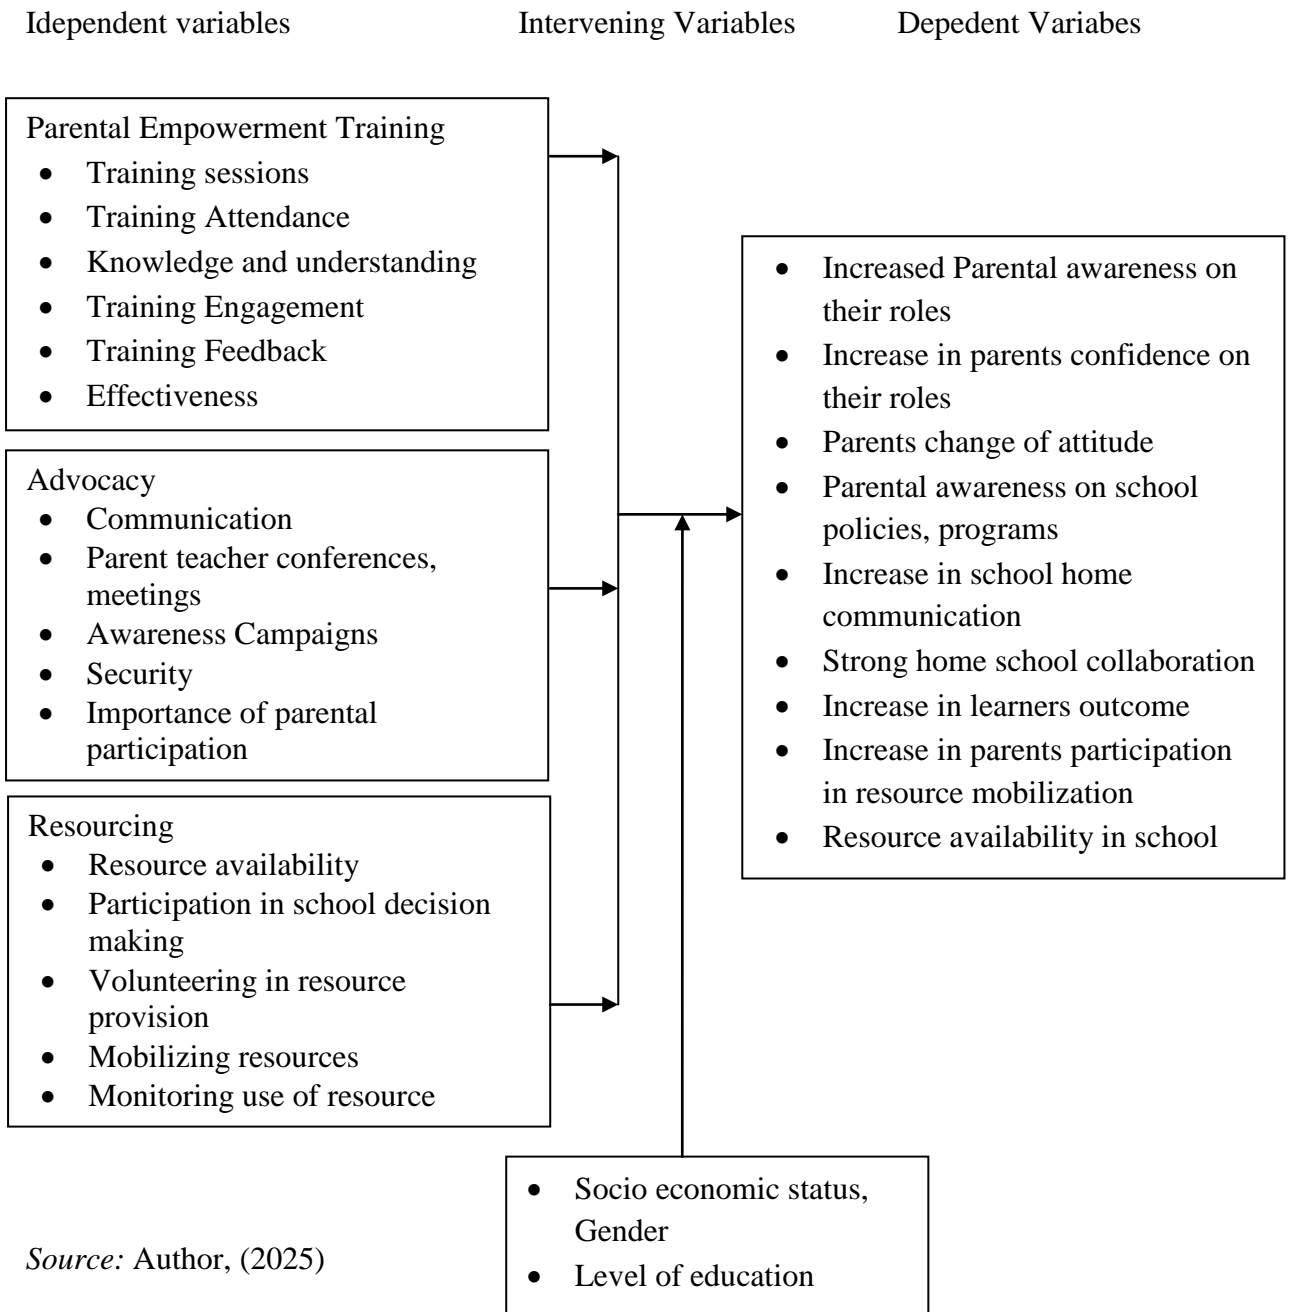 Idependent variables
Intervening Variables
Depedent Variabes
Parental Empowerment Training
• Training sessions
• Training Attendance
• Knowledge and understanding
• Training Engagement
• Training Feedback
• Effectiveness
Advocacy
• Communication
• Parent teacher conferences,
meetings
• Awareness Campaigns
• Security
• Importance of parental
participation
Resourcing
• Resource availability
• Participation in school decision
making
• Volunteering in resource
provision
• Mobilizing resources
• Monitoring use of resource
• Increased Parental awareness on
their roles
• Increase in parents confidence on
their roles
• Parents change of attitude
• Parental awareness on school
policies, programs
• Increase in school home
communication
• Strong home school collaboration
• Increase in learners outcome
• Increase in parents participation
in resource mobilization
• Resource availability in school
• Socio economic status,
Gender
• Level of education
Source: Author, (2025)